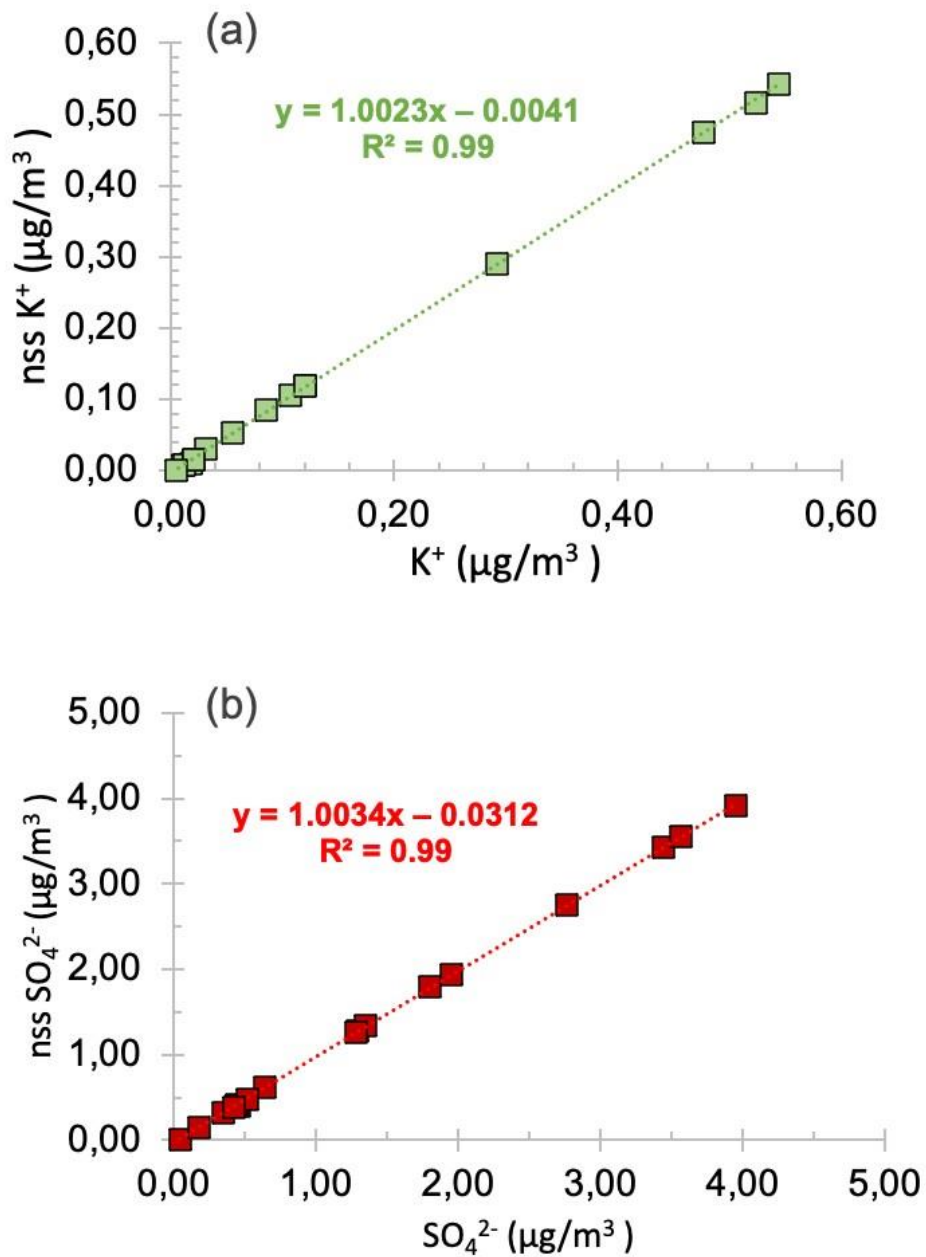 (a)
y = 1.0023x – 0.0041
R² = 0.99
nss K⁺ (µg/m³ )
0,60
0,50
0,40
0,30
0,20
0,10
0,00
0,00 0,20 0,40 0,60
K⁺ (µg/m³ )
(b)
y = 1.0034x – 0.0312
R² = 0.99
nss SO₄²⁻ (µg/m³)
5,00
4,00
3,00
2,00
1,00
0,00
0,00 1,00 2,00 3,00 4,00 5,00
SO₄²⁻ (µg/m³ )